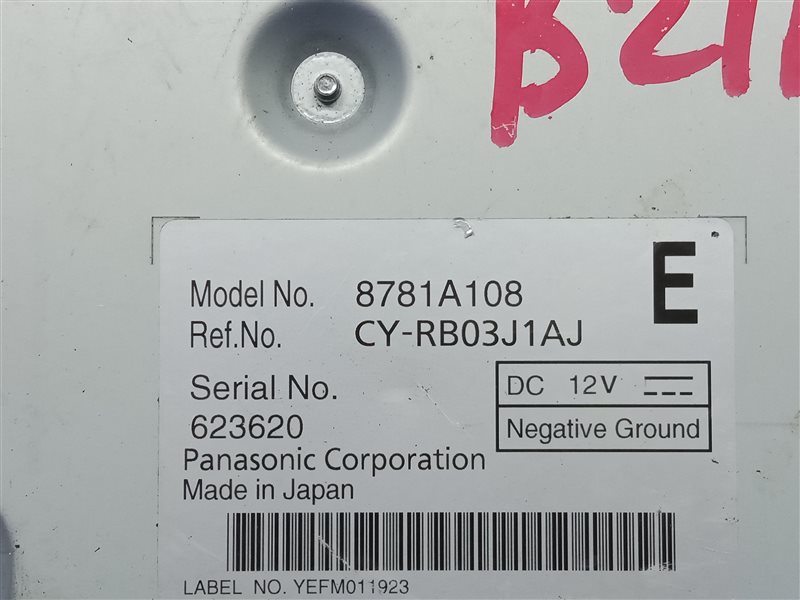 E
Model No. 8781A108
Ref.No. CY-RB03J1AJ
Serial No.
623620
DC 12V
Negative Ground
Panasonic Corporation
Made in Japan
LABEL NO. YEFM011923